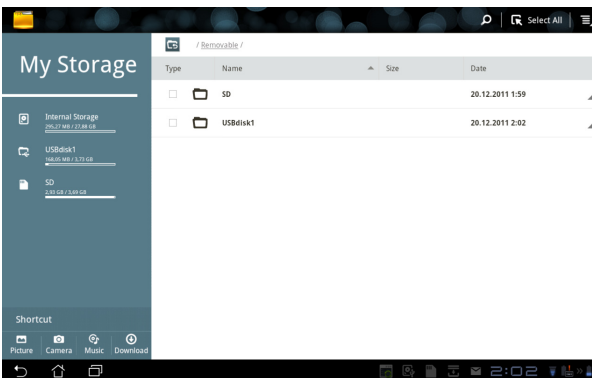 Select All
My Storage
/ Removable /
Type Name Size Date
Internal Storage
295,27 MB / 27,88 GB
SD 20.12.2011 1:59
USBdisk1 20.12.2011 2:02
USBdisk1
168,05 MB / 3,73 GB
SD
2,93 GB / 3,69 GB
Shortcut
Picture Camera Music Download
2:02